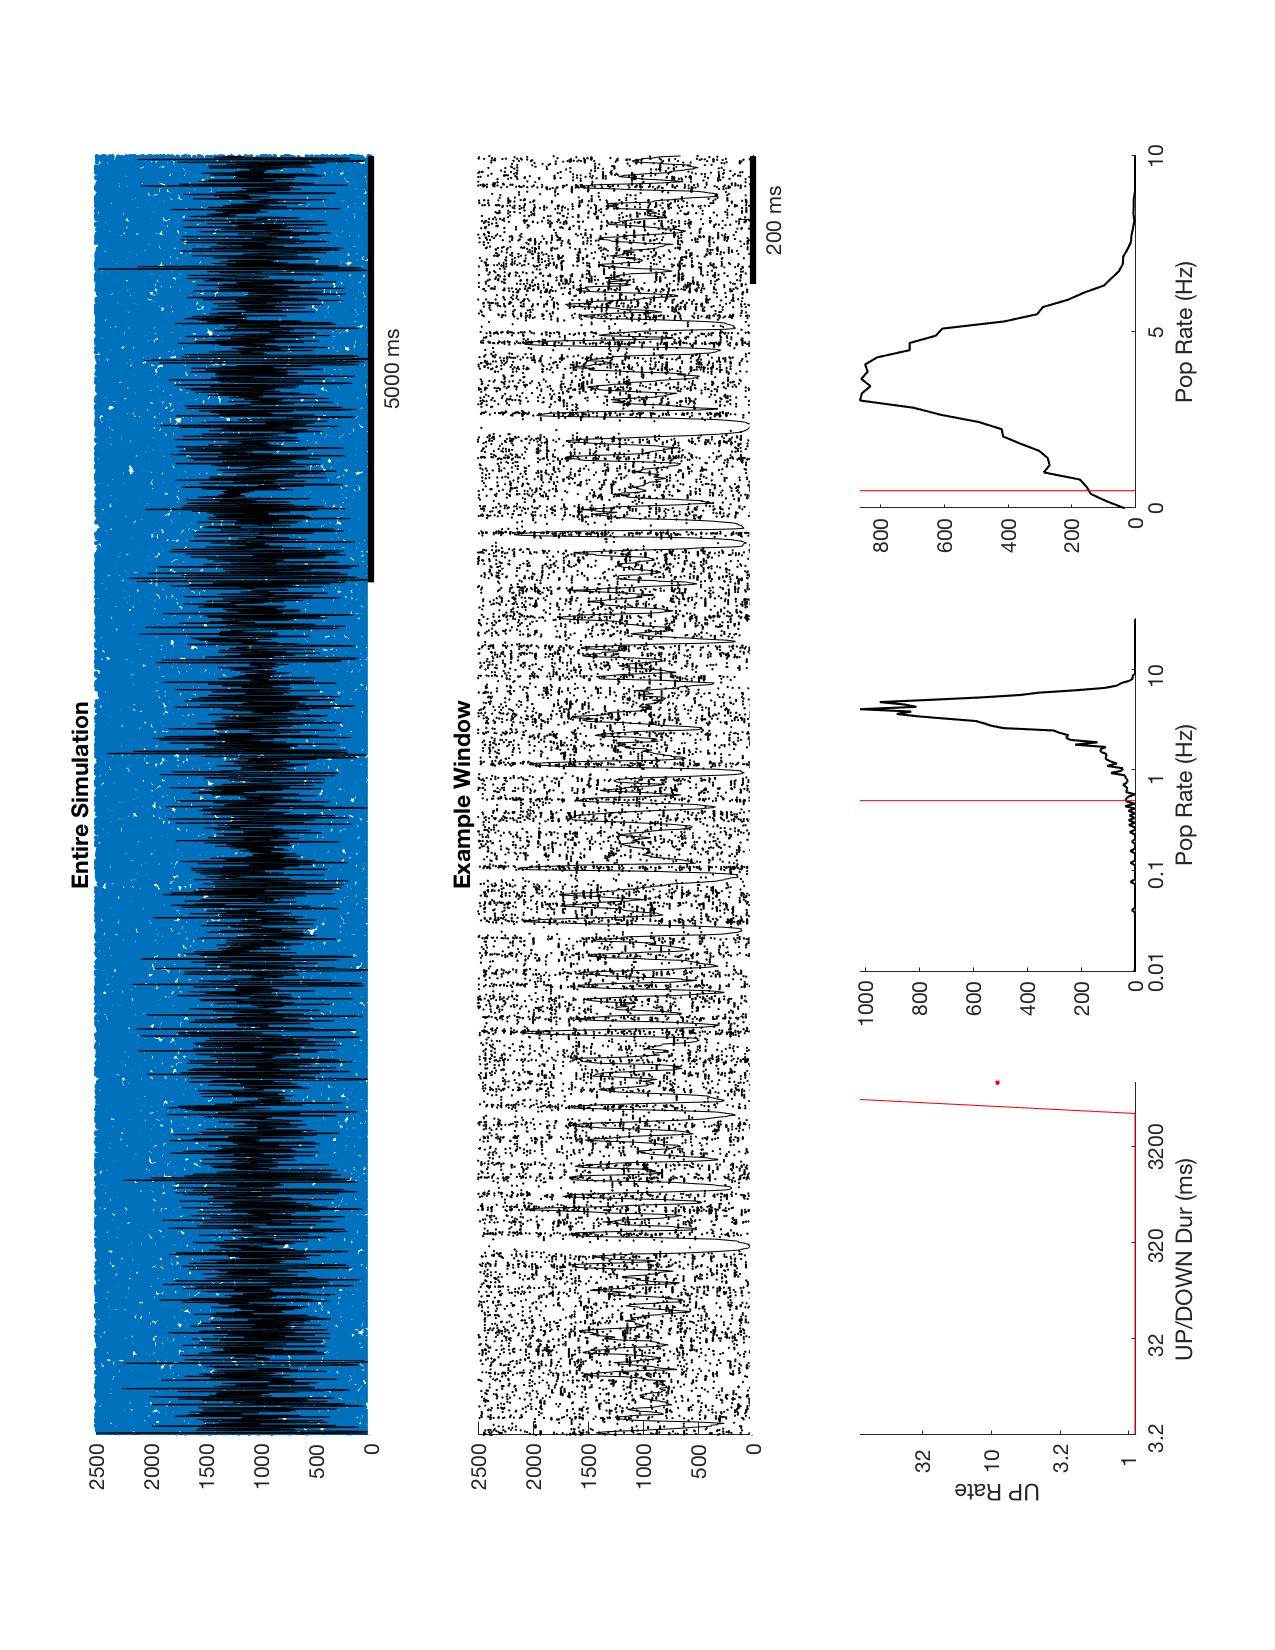 Entire Simulation
2500
2000
1500
1000
500
0
5000 ms
Example Window
2500
2000
1500
1000
500
0
200 ms
UP Rate
32
10
3.2
1
3.2 32 320 3200
UP/DOWN Dur (ms)
1000
800
600
400
200
0
0.01 0.1 1 10
Pop Rate (Hz)
800
600
400
200
0
0 5 10
Pop Rate (Hz)